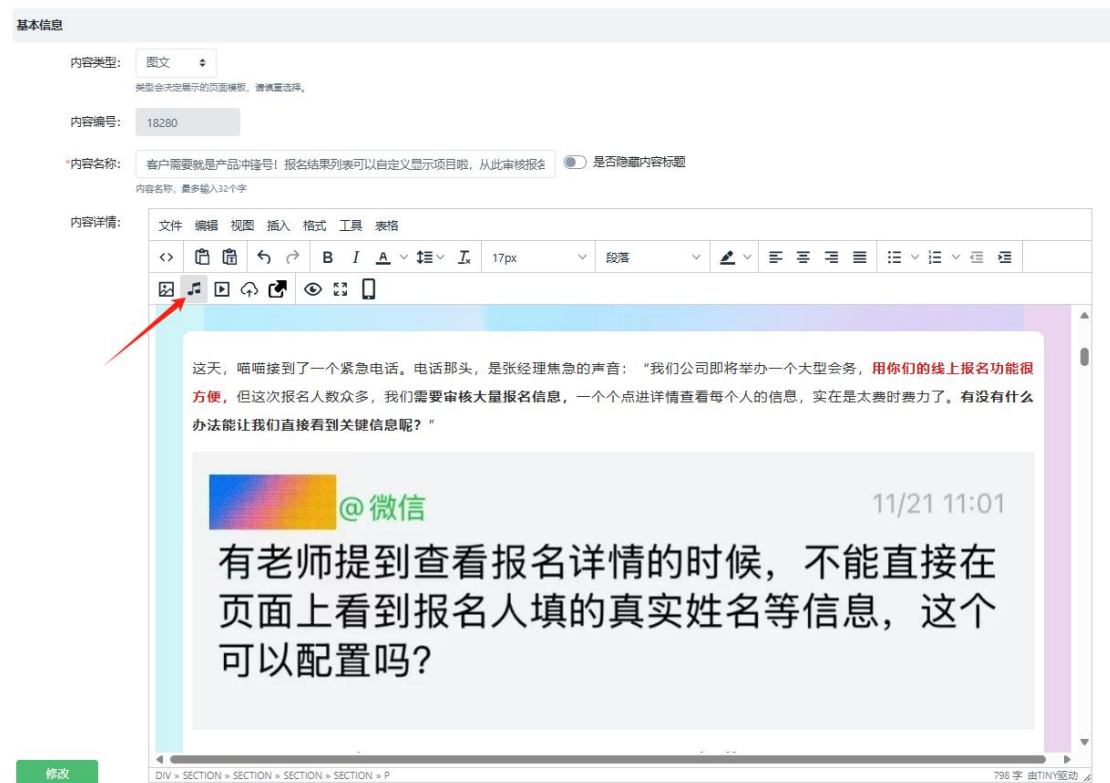 基本信息
内容类型: 图文
类型会决定展示的页面模板，请慎重选择。
内容编号: 18280
*内容名称: 客户需要就是产品冲锋号！报名结果列表可以自定义显示项目啦，从此审核报名 是否隐藏内容标题
内容名称，最多输入32个字
内容详情: 文件 编辑 视图 插入 格式 工具 表格
B I A 17px 段落
这天，喵喵接到了一个紧急电话。电话那头，是张经理焦急的声音：“我们公司即将举办一个大型会务，用你们的线上报名功能很
方便，但这次报名人数众多，我们需要审核大量报名信息，一个个点进详情查看每个人的信息，实在是太费时费力了。有没有什么
办法能让我们直接看到关键信息呢？”
@微信 11/21 11:01
有老师提到查看报名详情的时候，不能直接在
页面上看到报名人填的真实姓名等信息，这个
可以配置吗？
修改 DIV » SECTION » SECTION » SECTION » SECTION » P 798 字 由TINY驱动